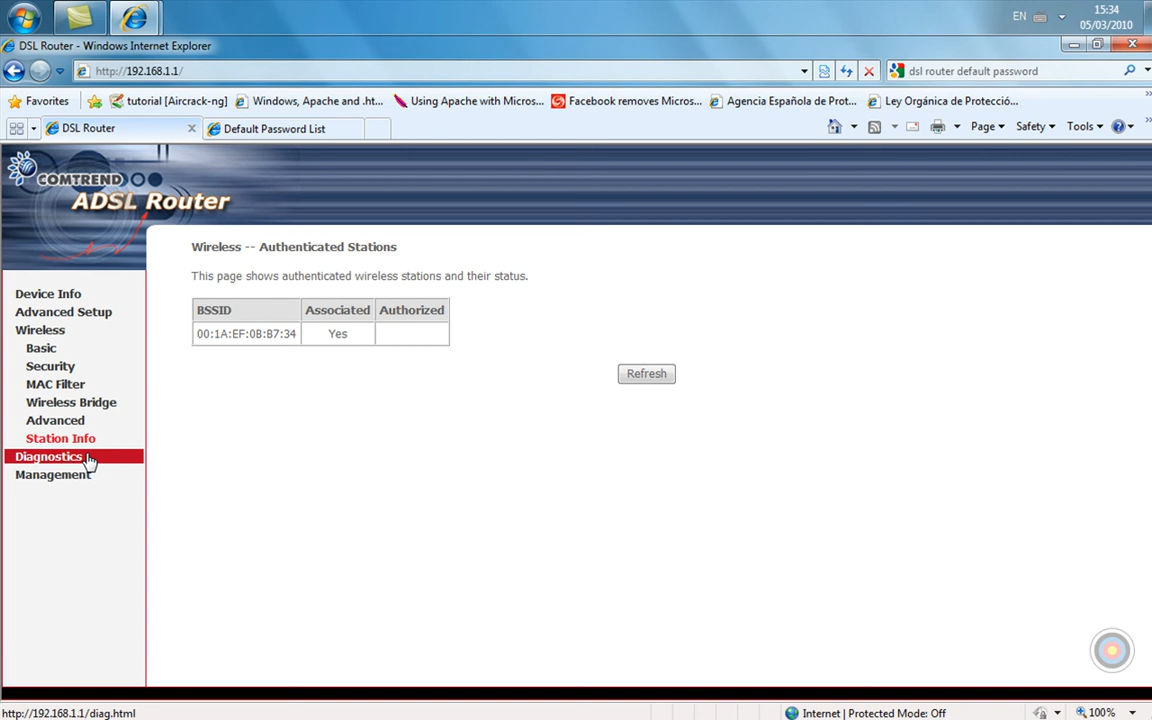 EN
15:34
05/03/2010
DSL Router - Windows Internet Explorer
http://192.168.1.1/
dsl router default password
Favorites
tutorial [Aircrack-ng]
Windows, Apache and .ht...
Using Apache with Micros...
Facebook removes Micros...
Agencia Española de Prot...
Ley Orgánica de Protecció...
DSL Router
Default Password List
Page
Safety
Tools
COMTREND
ADSL Router
Wireless -- Authenticated Stations
This page shows authenticated wireless stations and their status.
BSSID Associated Authorized
00:1A:EF:0B:B7:34 Yes
Refresh
Device Info
Advanced Setup
Wireless
Basic
Security
MAC Filter
Wireless Bridge
Advanced
Station Info
Diagnostics
Management
http://192.168.1.1/diag.html
Internet | Protected Mode: Off
100%